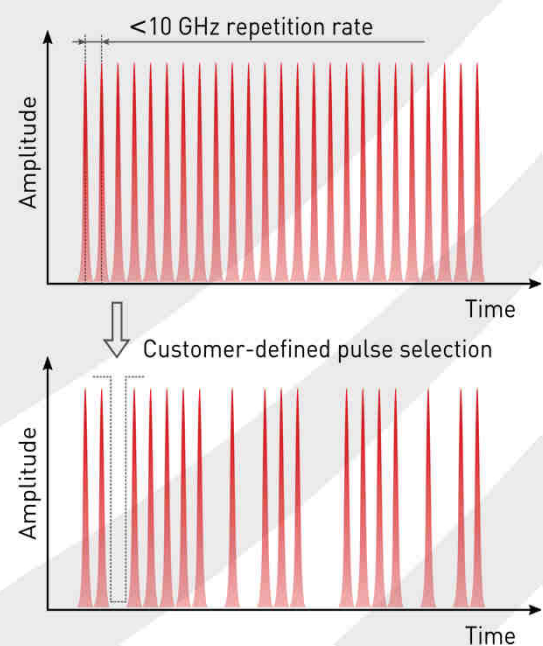 <10 GHz repetition rate
Amplitude
Time
Customer-defined pulse selection
Amplitude
Time